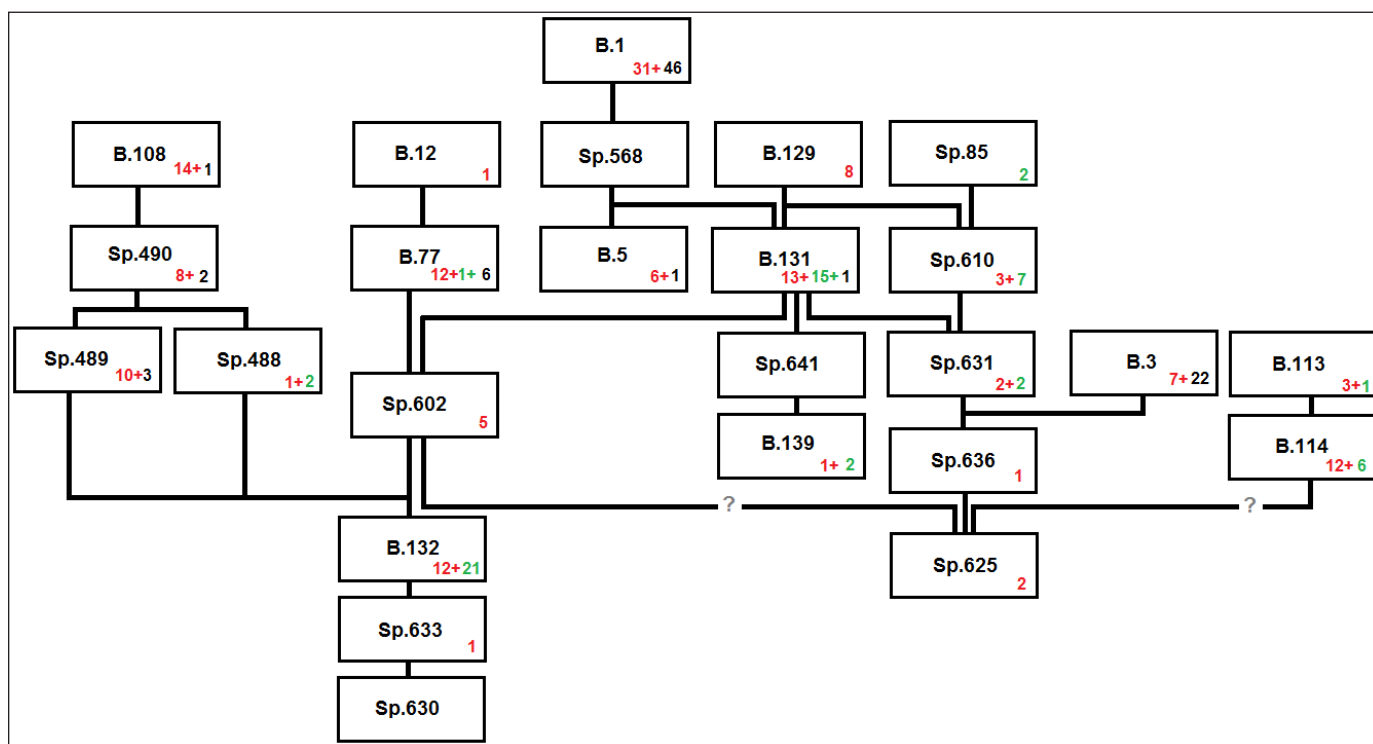 B.1
31+ 46
B.108
14+ 1
B.12
1
Sp.568
B.129
8
Sp.85
2
Sp.490
8+ 2
B.77
12+1+ 6
B.5
6+ 1
B.131
13+ 15+ 1
Sp.610
3+ 7
Sp.489
10+3
Sp.488
1+ 2
Sp.602
5
Sp.641
Sp.631
2+ 2
B.3
7+ 22
B.113
3+1
B.139
1+ 2
Sp.636
1
B.114
12+ 6
?
?
B.132
12+ 21
Sp.625
2
Sp.633
1
Sp.630